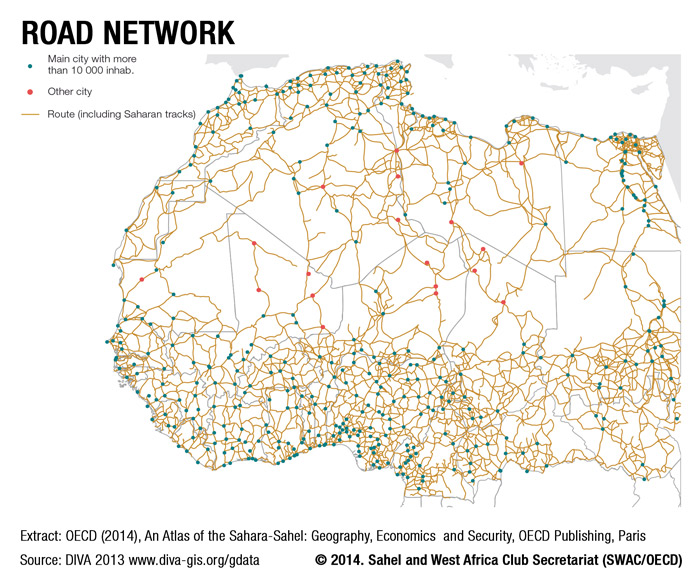 ROAD NETWORK
Main city with more
than 10 000 inhab.
Other city
Route (including Saharan tracks)
Extract: OECD (2014), An Atlas of the Sahara-Sahel: Geography, Economics and Security, OECD Publishing, Paris
Source: DIVA 2013 www.diva-gis.org/gdata
© 2014. Sahel and West Africa Club Secretariat (SWAC/OECD)